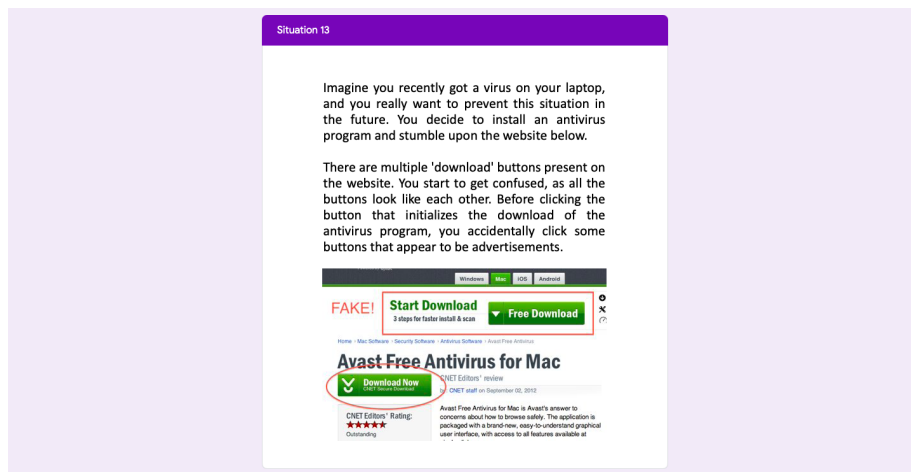 Situation 13
Imagine you recently got a virus on your laptop,
and you really want to prevent this situation in
the future. You decide to install an antivirus
program and stumble upon the website below.
There are multiple 'download' buttons present on
the website. You start to get confused, as all the
buttons look like each other. Before clicking the
button that initializes the download of the
antivirus program, you accidentally click some
buttons that appear to be advertisements.
Windows Mac iOS Android
FAKE! Start Download
3 steps for faster install & scan
Free Download
Home › Mac Software › Security Software › Antivirus Software › Avast Free Antivirus
Avast Free Antivirus for Mac
Download Now
CNET Secure Download
CNET Editors' review
by CNET staff on September 02, 2012
CNET Editors' Rating:
Outstanding
Avast Free Antivirus for Mac is Avast's answer to
concerns about how to browse safely. The application is
packaged with a brand-new, easy-to-understand graphical
user interface, with access to all features available at